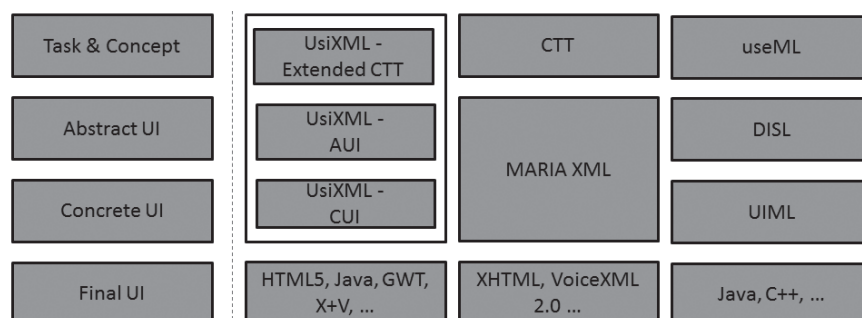 Task & Concept
UsiXML -
Extended CTT
CTT
useML
Abstract UI
UsiXML -
AUI
MARIA XML
DISL
Concrete UI
UsiXML -
CUI
UIML
Final UI
HTML5, Java, GWT,
X+V, ...
XHTML, VoiceXML
2.0 ...
Java, C++, ...